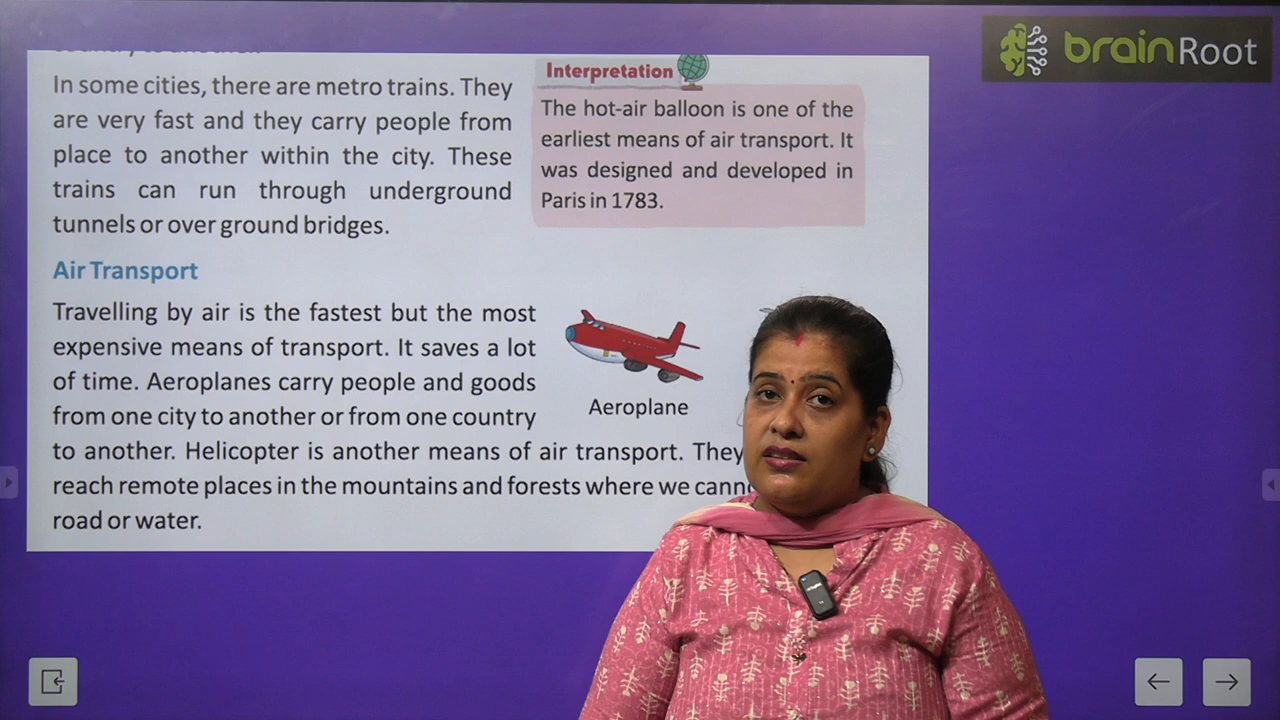 brainRoot
In some cities, there are metro trains. They
are very fast and they carry people from
place to another within the city. These
trains can run through underground
tunnels or over ground bridges.
Interpretation
The hot-air balloon is one of the
earliest means of air transport. It
was designed and developed in
Paris in 1783.
Air Transport
Travelling by air is the fastest but the most
expensive means of transport. It saves a lot
of time. Aeroplanes carry people and goods
from one city to another or from one country
Aeroplane
to another. Helicopter is another means of air transport. They
reach remote places in the mountains and forests where we
road or water.